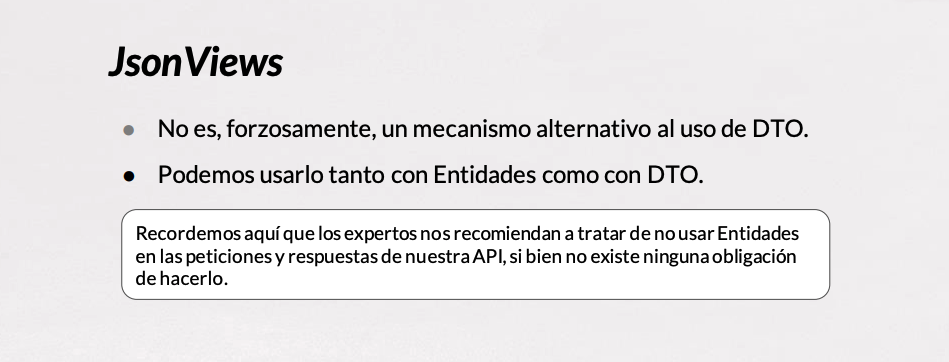 JsonViews
● No es, forzosamente, un mecanismo alternativo al uso de DTO.
● Podemos usarlo tanto con Entidades como con DTO.
Recordemos aquí que los expertos nos recomiendan a tratar de no usar Entidades
en las peticiones y respuestas de nuestra API, si bien no existe ninguna obligación
de hacerlo.